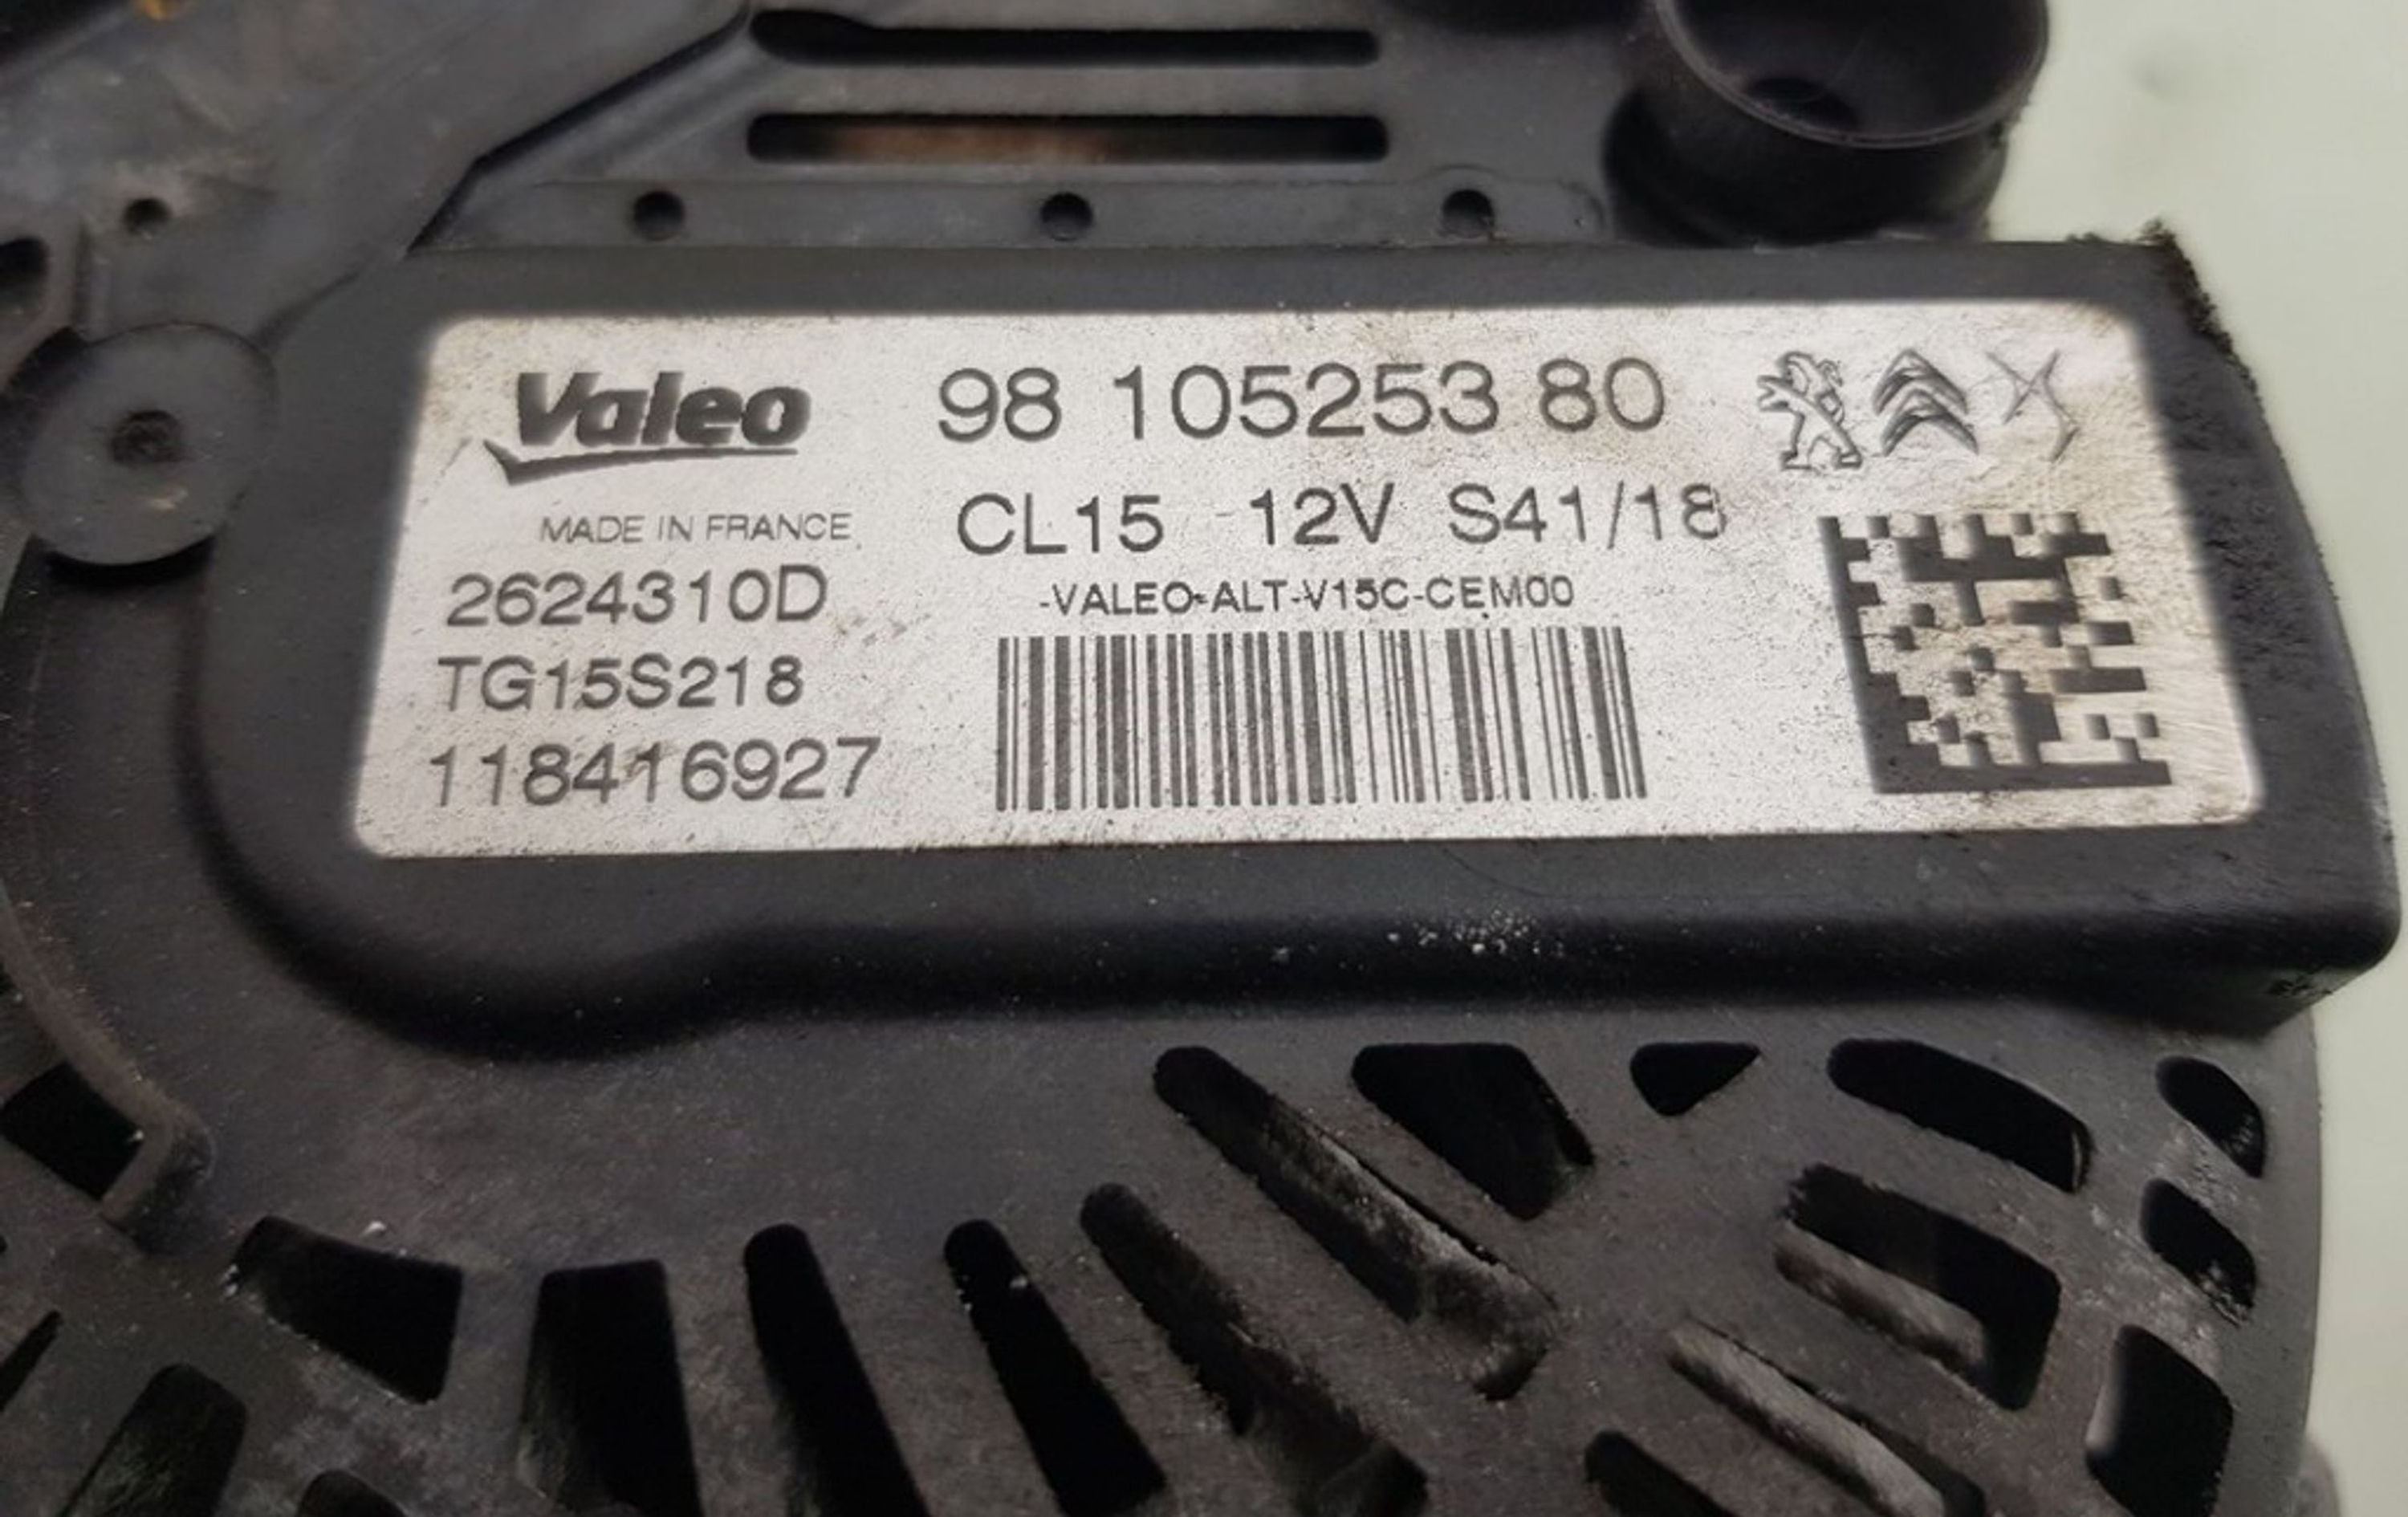 Valeo 98 105253 80
MADE IN FRANCE CL15 12V S41/18
2624310D -VALEO-ALT-V15C-CEM00
TG15S218
118416927